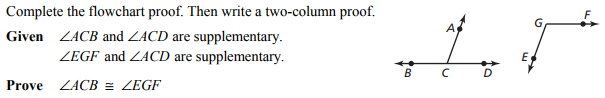 Complete the flowchart proof. Then write a two-column proof.
Given ∠ACB and ∠ACD are supplementary.
∠EGF and ∠ACD are supplementary.
Prove ∠ACB ≅ ∠EGF
A
B C D
G F
E